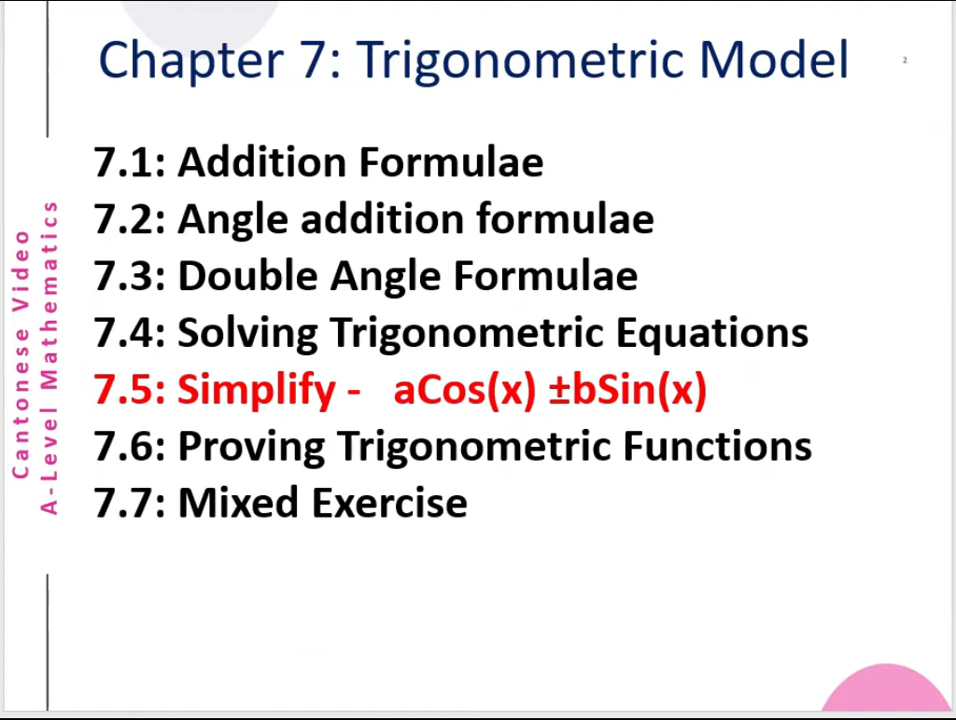 Chapter 7: Trigonometric Model
2
7.1: Addition Formulae
7.2: Angle addition formulae
7.3: Double Angle Formulae
7.4: Solving Trigonometric Equations
7.5: Simplify - aCos(x) ±bSin(x)
7.6: Proving Trigonometric Functions
7.7: Mixed Exercise
Cantonese Video
A-Level Mathematics